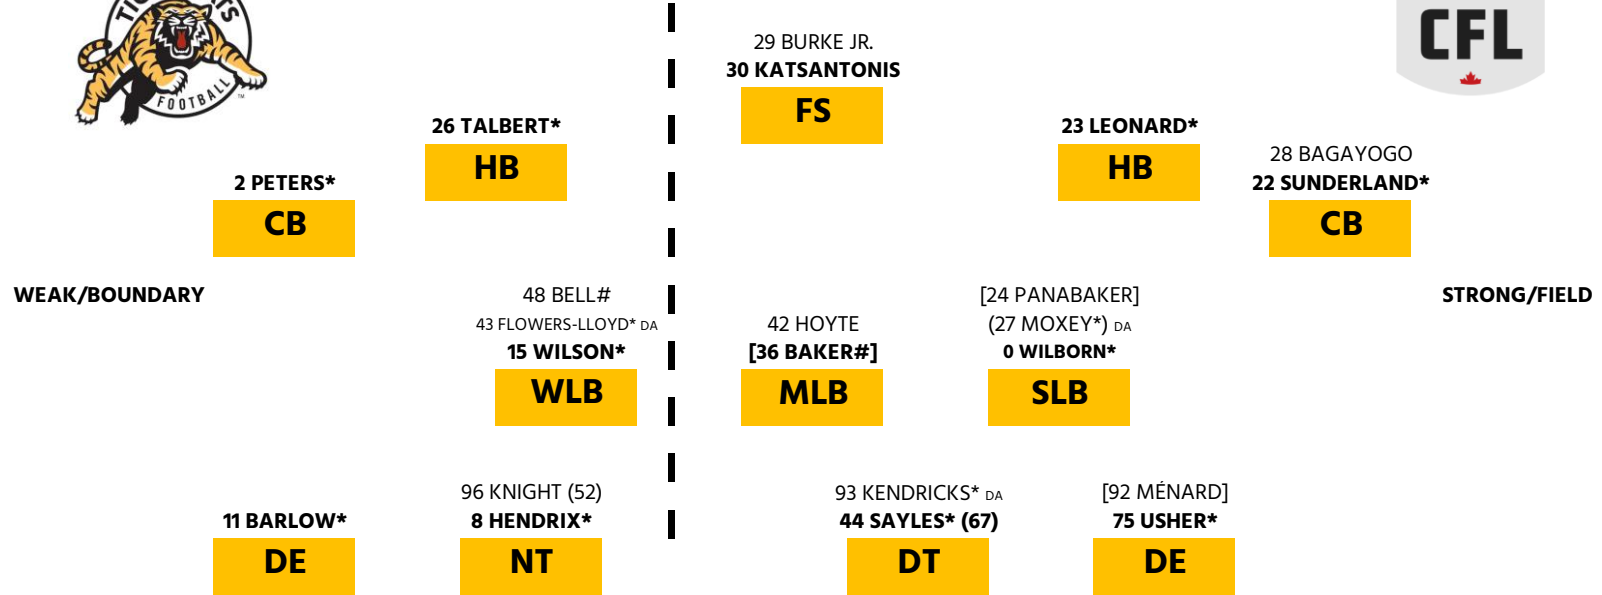 FOOTBALL
TM
CFL
29 BURKE JR.
30 KATSANTONIS
FS
26 TALBERT*
HB
23 LEONARD*
HB
28 BAGAYOGO
22 SUNDERLAND*
CB
2 PETERS*
CB
WEAK/BOUNDARY
STRONG/FIELD
48 BELL#
43 FLOWERS-LLOYD* DA
15 WILSON*
WLB
42 HOYTE
[36 BAKER#]
MLB
[24 PANABAKER]
(27 MOXEY*) DA
0 WILBORN*
SLB
11 BARLOW*
DE
96 KNIGHT (52)
8 HENDRIX*
NT
93 KENDRICKS* DA
44 SAYLES* (67)
DT
[92 MÉNARD]
75 USHER*
DE